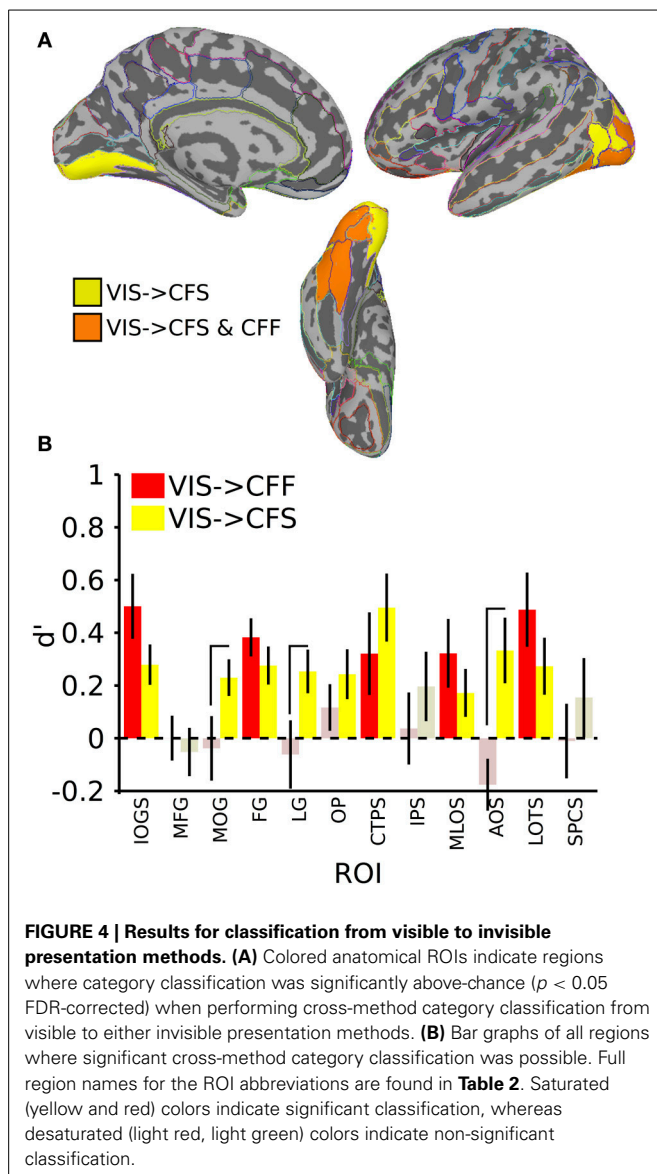 A
VIS->CFS
VIS->CFS & CFF
B
1
0.8
0.6
0.4
0.2
0
-0.2
d'
VIS->CFF
VIS->CFS
IOGS
MFG
MOG
FG
LG
OP
CTPS
IPS
MLOS
AOS
LOTS
SPCS
ROI
FIGURE 4 | Results for classification from visible to invisible
presentation methods. (A) Colored anatomical ROIs indicate regions
where category classification was significantly above-chance (p < 0.05
FDR-corrected) when performing cross-method category classification from
visible to either invisible presentation methods. (B) Bar graphs of all regions
where significant cross-method category classification was possible. Full
region names for the ROI abbreviations are found in Table 2. Saturated
(yellow and red) colors indicate significant classification, whereas
desaturated (light red, light green) colors indicate non-significant
classification.